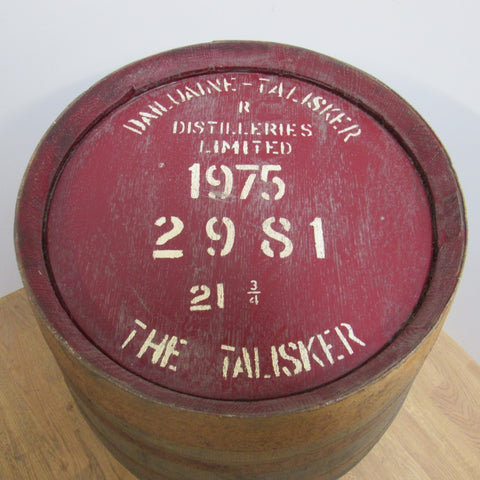 DAILUAINE-TALISKER
R
DISTILLERIES
LIMITED
1975
2981
21 3/4
THE TALISKER